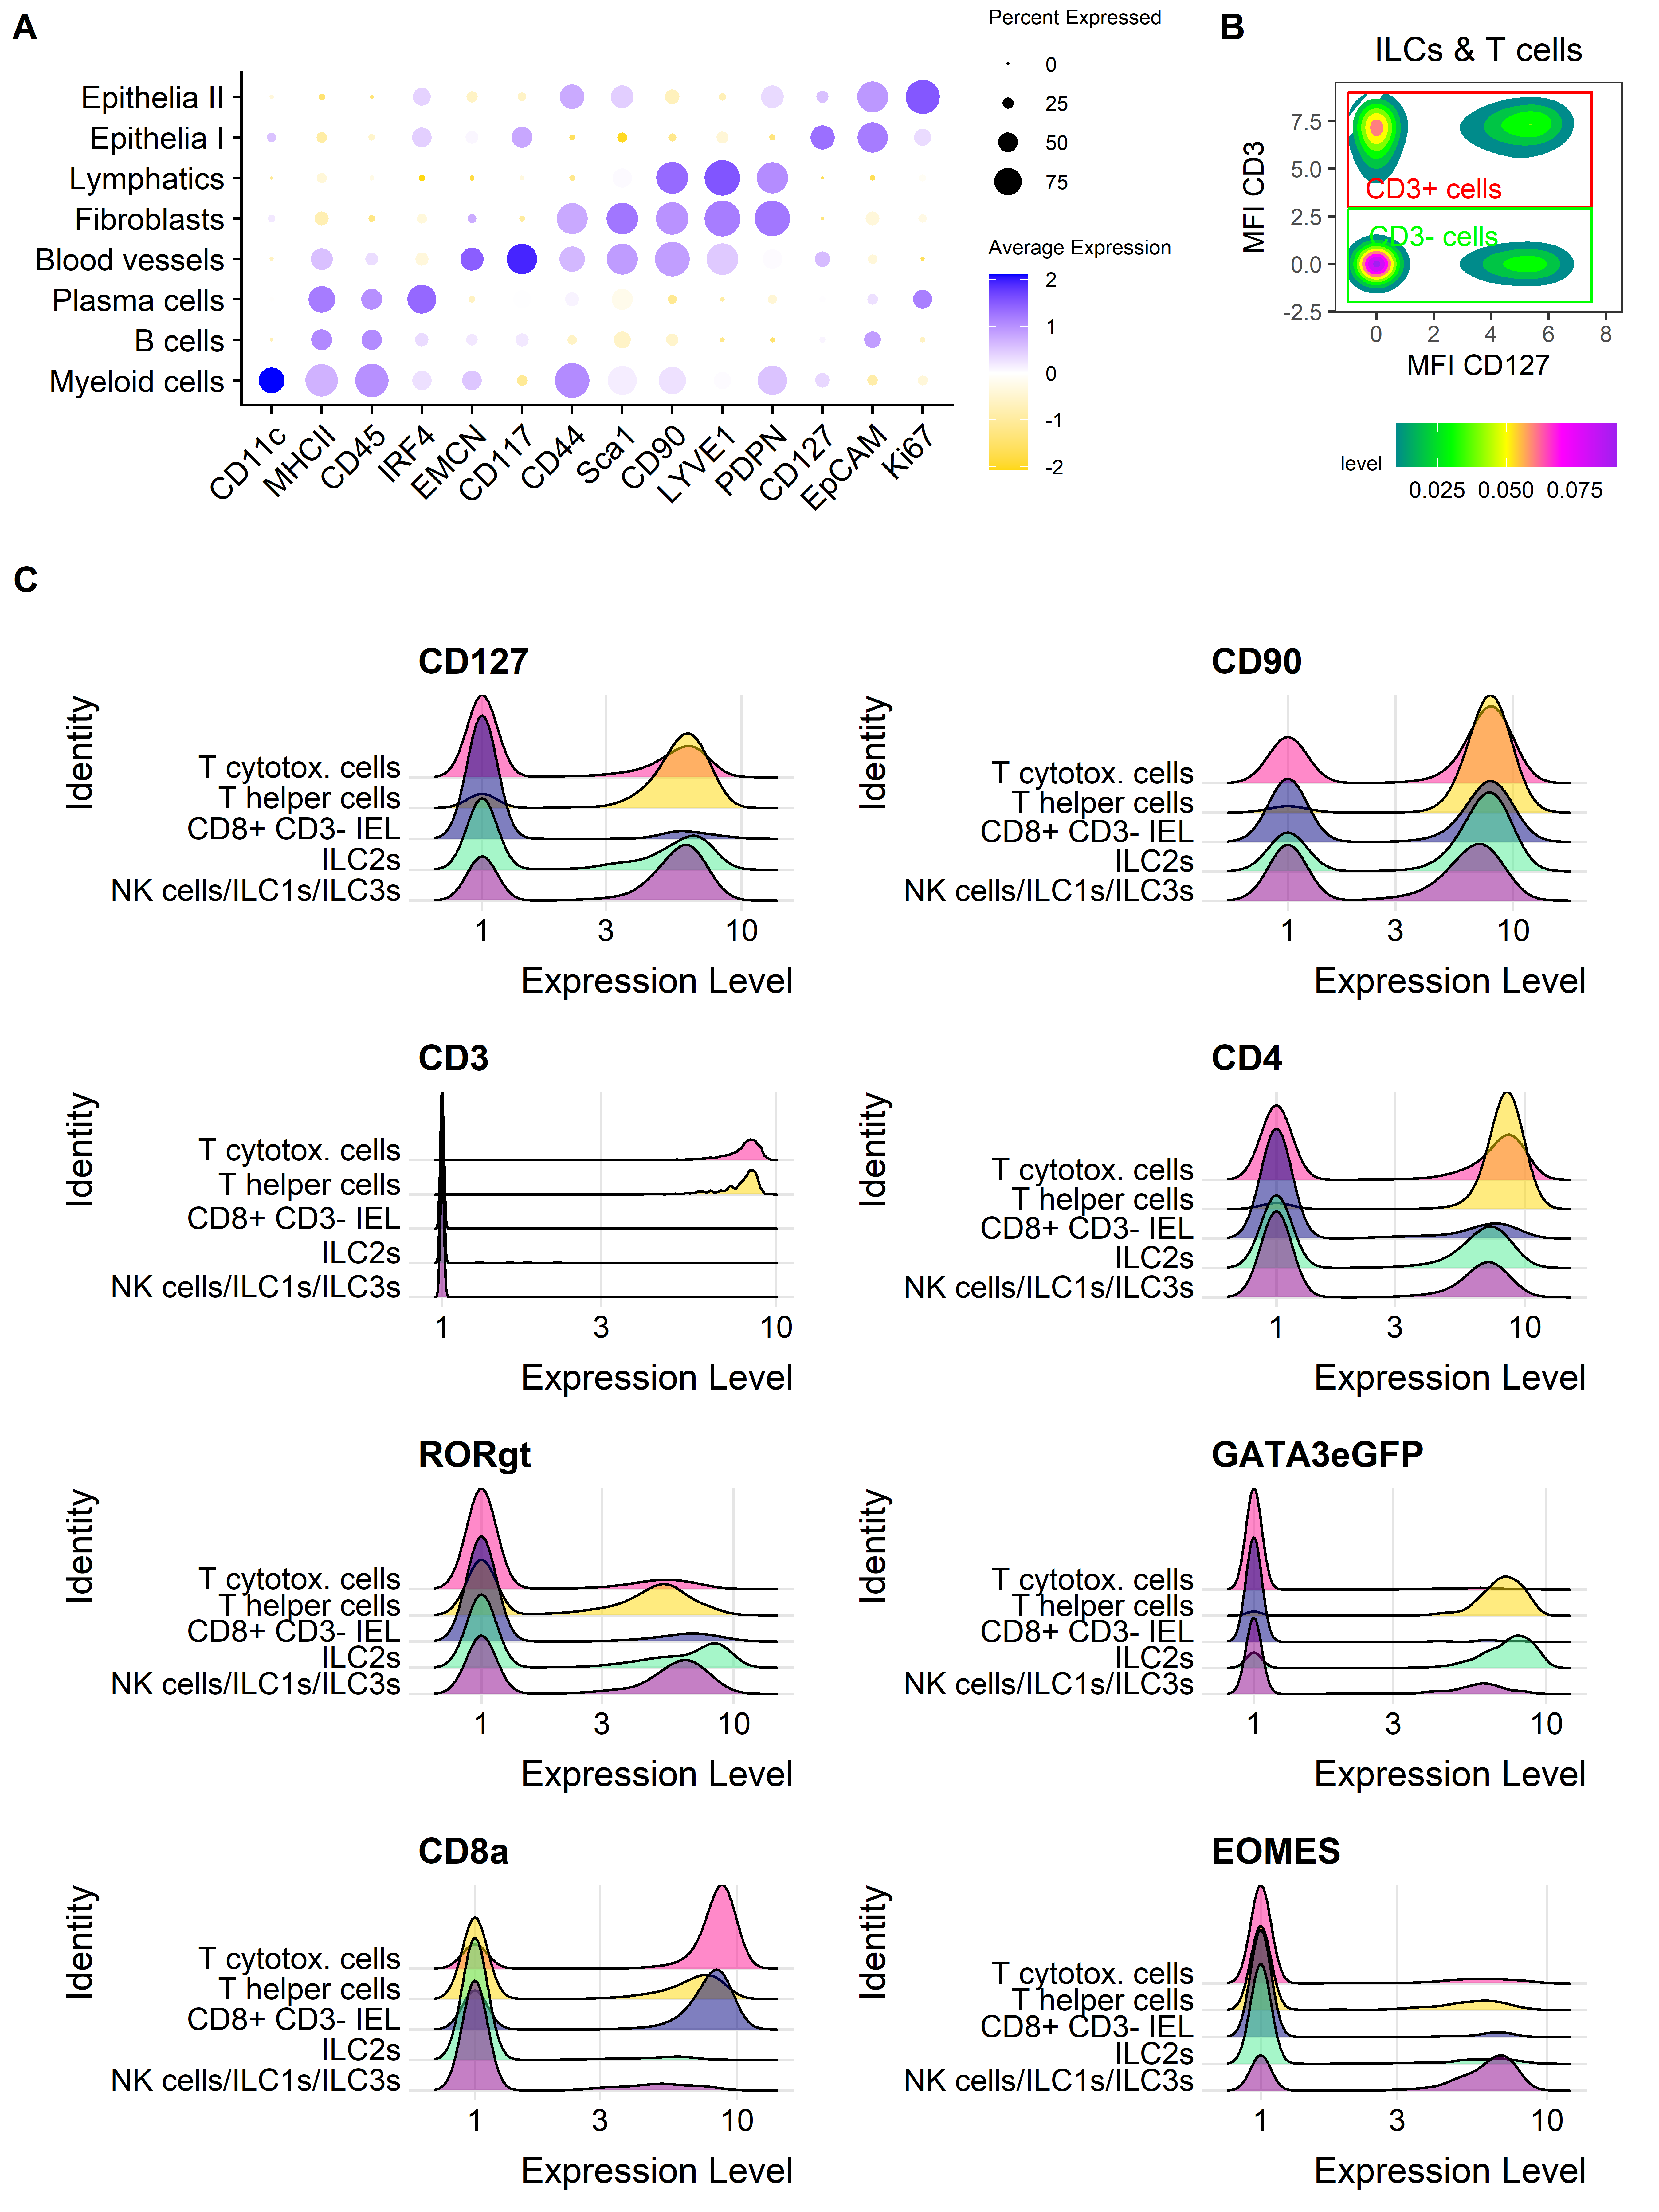 A
Epithelia II
Epithelia I
Lymphatics
Fibroblasts
Blood vessels
Plasma cells
B cells
Myeloid cells
CD11c
MHCII
CD45
IRF4
EMCN
CD117
CD44
Sca1
CD90
LYVE1
PDPN
CD127
EpCAM
Ki67
Percent Expressed
0
25
50
75
Average Expression
2
1
0
-1
-2
B
ILCs & T cells
MFI CD3
7.5
5.0
2.5
0.0
-2.5
CD3+ cells
CD3- cells
0 2 4 6 8
MFI CD127
level
0.025 0.050 0.075
C
CD127
Identity
T cytotox. cells
T helper cells
CD8+ CD3- IEL
ILC2s
NK cells/ILC1s/ILC3s
1 3 10
Expression Level
CD90
Identity
T cytotox. cells
T helper cells
CD8+ CD3- IEL
ILC2s
NK cells/ILC1s/ILC3s
1 3 10
Expression Level
CD3
Identity
T cytotox. cells
T helper cells
CD8+ CD3- IEL
ILC2s
NK cells/ILC1s/ILC3s
1 3 10
Expression Level
CD4
Identity
T cytotox. cells
T helper cells
CD8+ CD3- IEL
ILC2s
NK cells/ILC1s/ILC3s
1 3 10
Expression Level
RORgt
Identity
T cytotox. cells
T helper cells
CD8+ CD3- IEL
ILC2s
NK cells/ILC1s/ILC3s
1 3 10
Expression Level
GATA3eGFP
Identity
T cytotox. cells
T helper cells
CD8+ CD3- IEL
ILC2s
NK cells/ILC1s/ILC3s
1 3 10
Expression Level
CD8a
Identity
T cytotox. cells
T helper cells
CD8+ CD3- IEL
ILC2s
NK cells/ILC1s/ILC3s
1 3 10
Expression Level
EOMES
Identity
T cytotox. cells
T helper cells
CD8+ CD3- IEL
ILC2s
NK cells/ILC1s/ILC3s
1 3 10
Expression Level